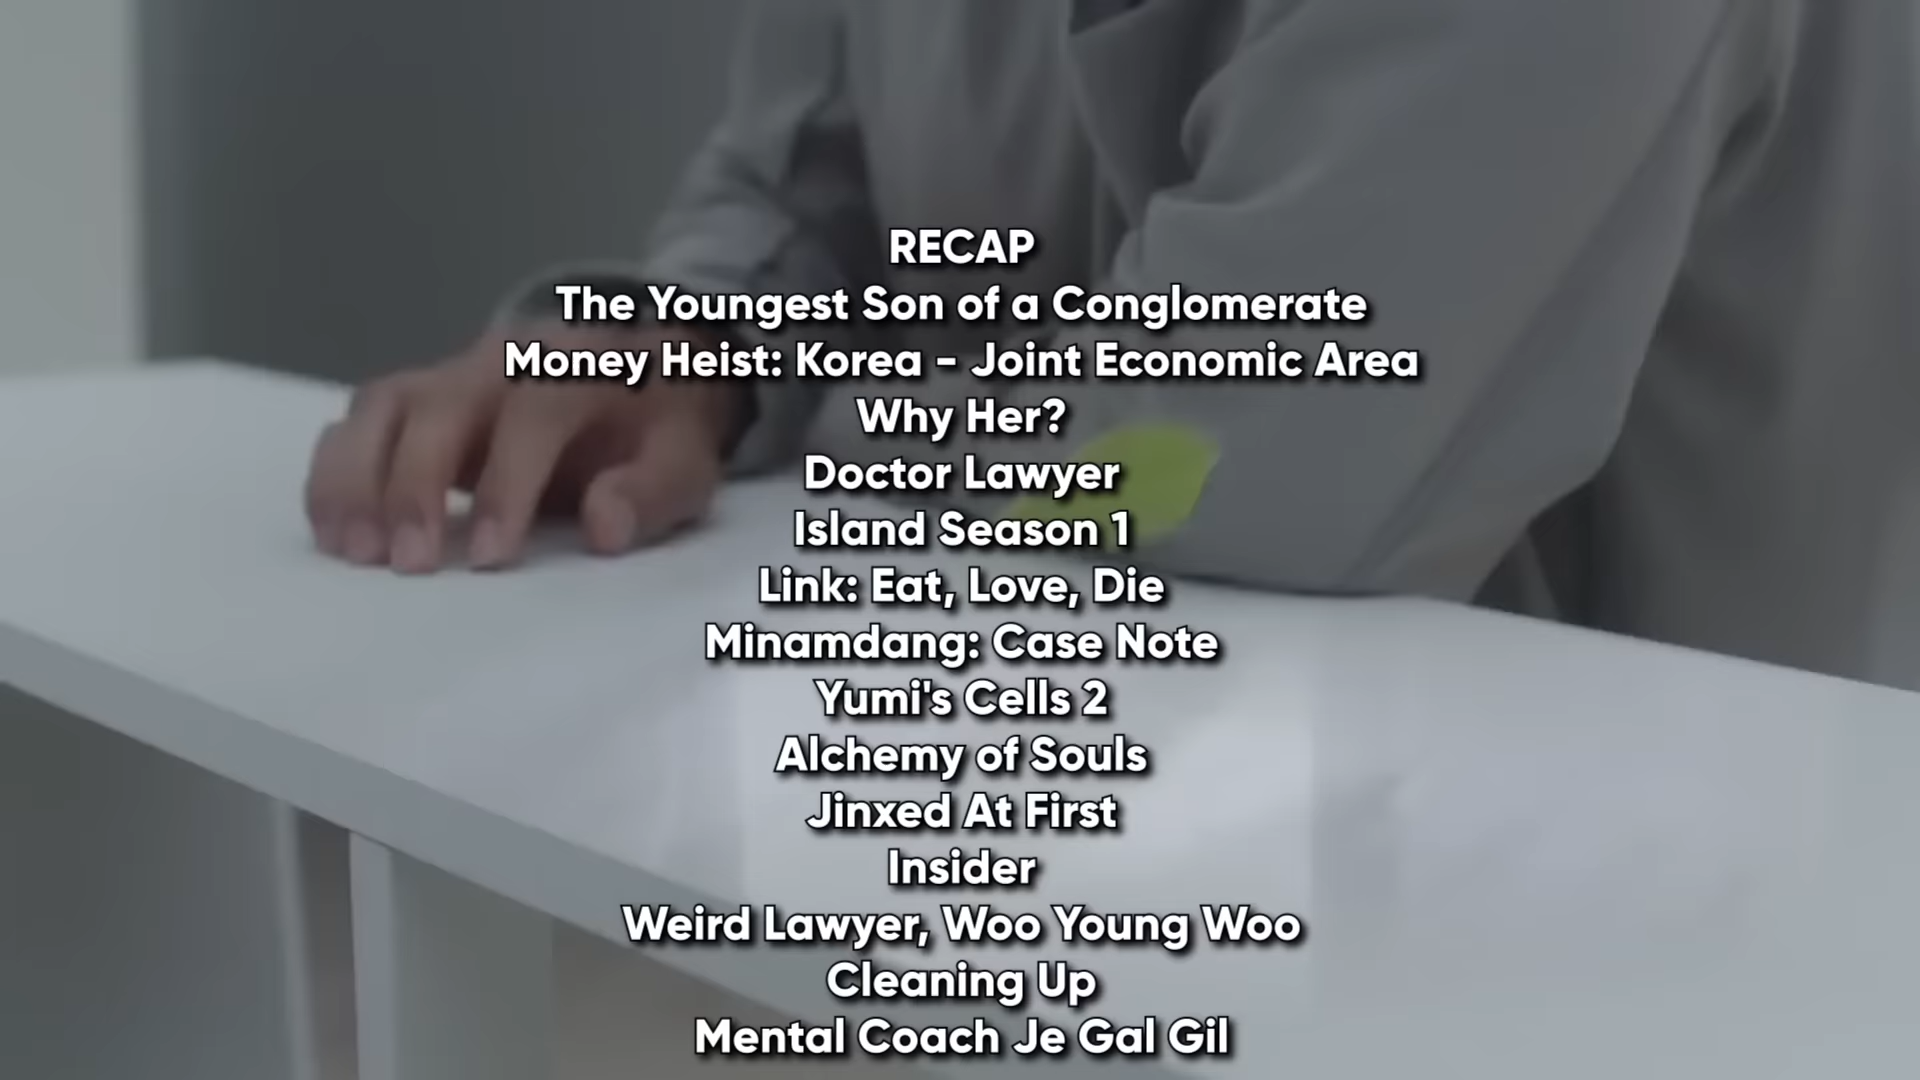 RECAP
The Youngest Son of a Conglomerate
Money Heist: Korea - Joint Economic Area
Why Her?
Doctor Lawyer
Island Season 1
Link: Eat, Love, Die
Minamdang: Case Note
Yumi's Cells 2
Alchemy of Souls
Jinxed At First
Insider
Weird Lawyer, Woo Young Woo
Cleaning Up
Mental Coach Je Gal Gil